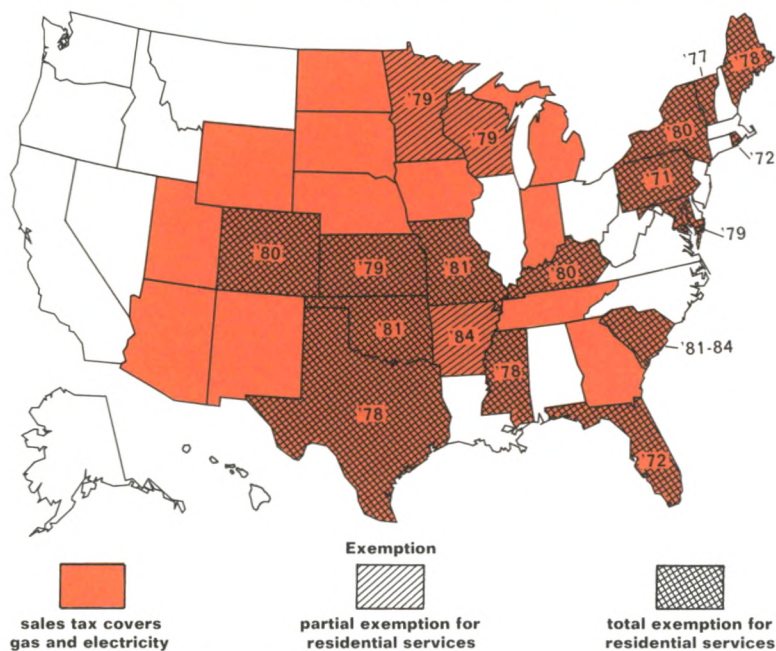 '77
'78
'79
'79
'80
'72
'71
'79
'80
'79
'81
'80
'81
'84
'81-84
'78
'78
'72
Exemption
sales tax covers
gas and electricity
partial exemption for
residential services
total exemption for
residential services